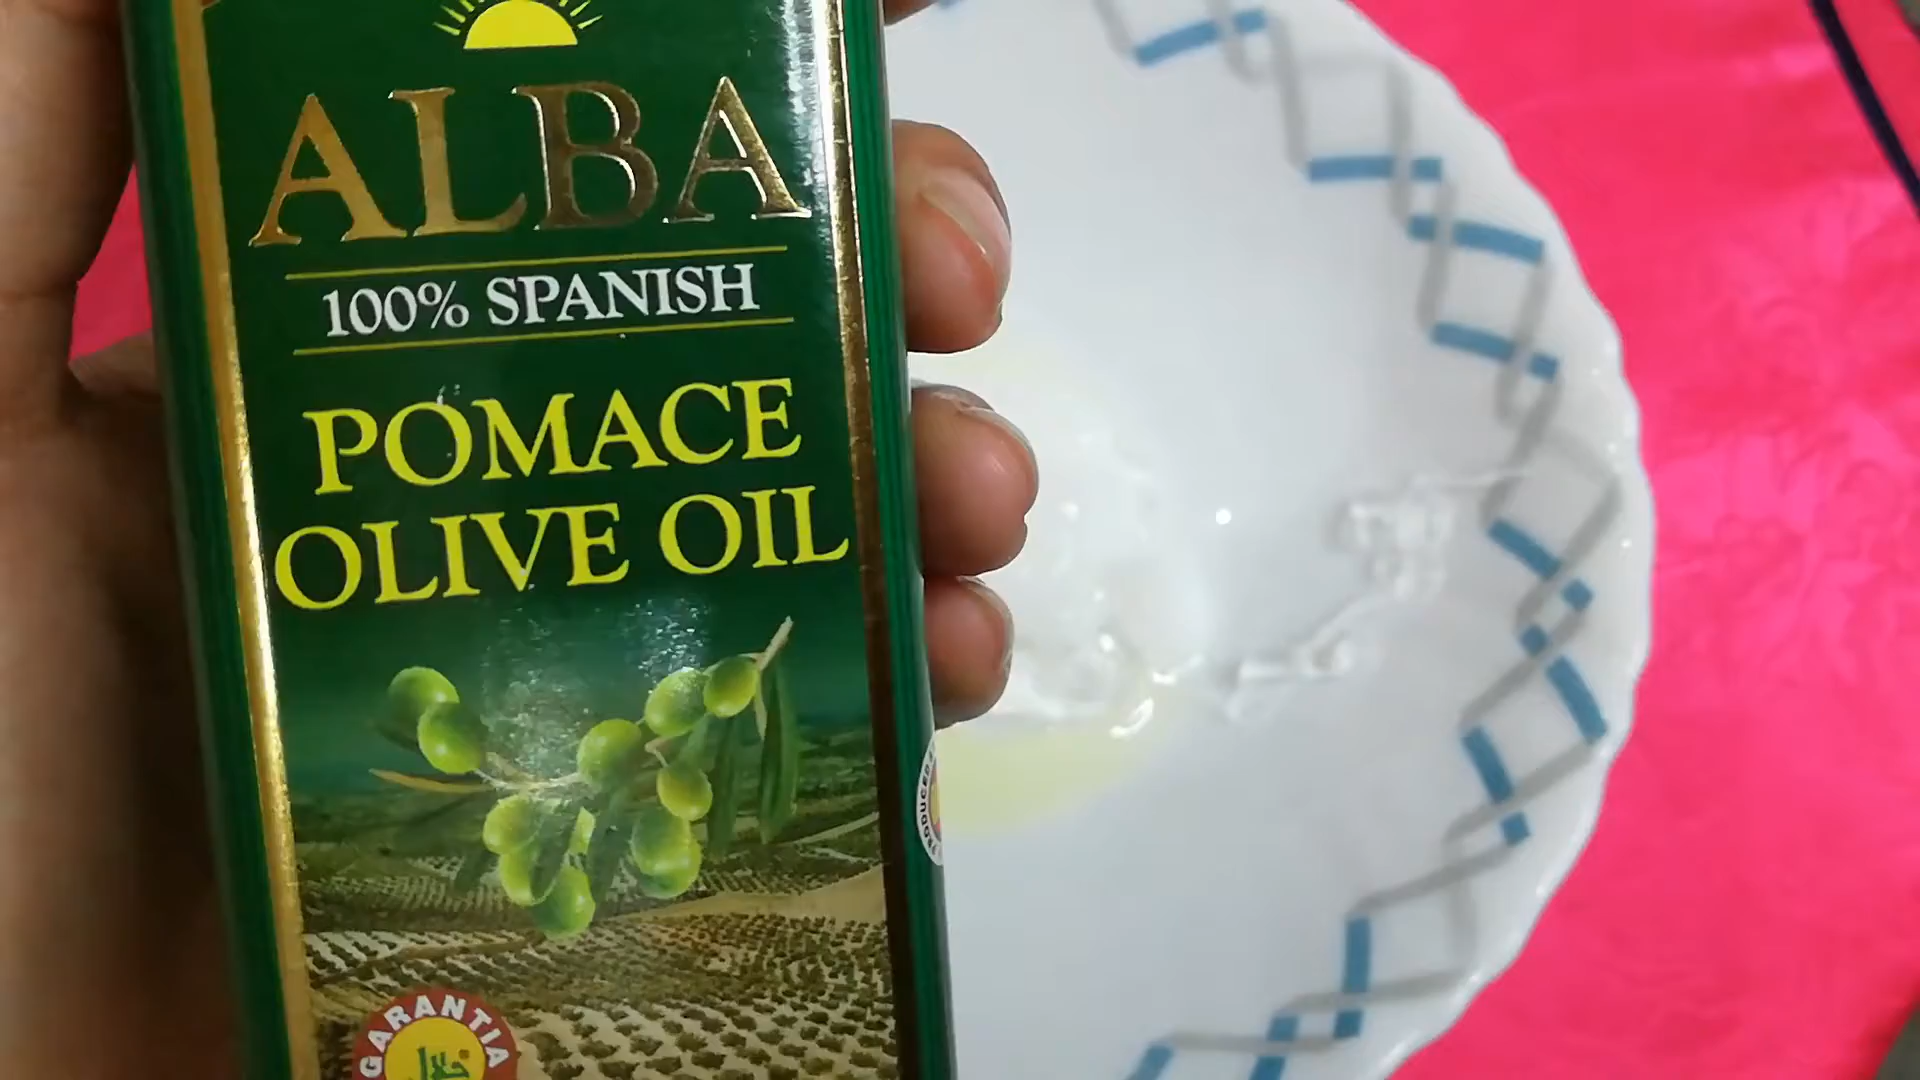 ALBA
100% SPANISH
POMACE
OLIVE OIL
GARANTIA